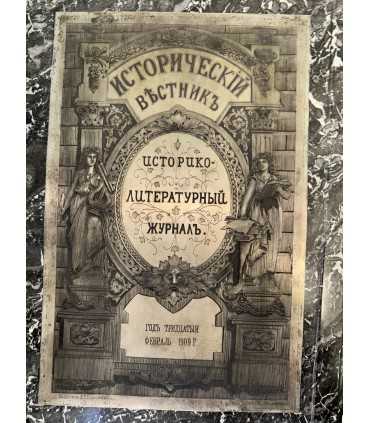 ИСТОРИЧЕСКІЙ
ВѢСТНИКЪ
ИСТОРИКО-
ЛИТЕРАТУРНЫЙ
ЖУРНАЛЪ.
ГОДЪ ТРИДЦАТЫЙ
ФЕВРАЛЬ 1909 Г.